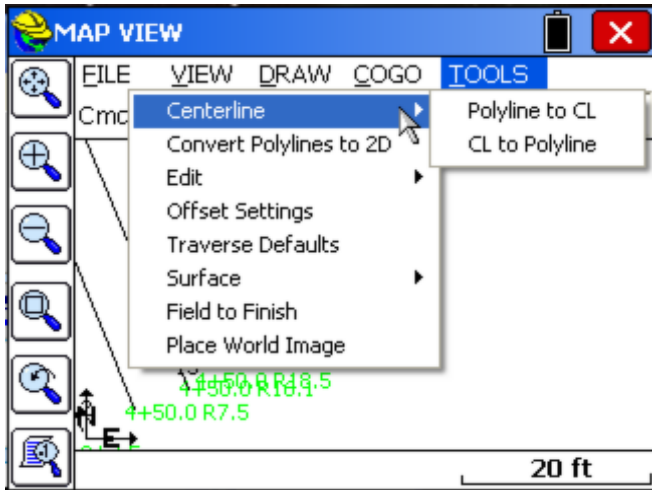 MAP VIEW
FILE VIEW DRAW COGO TOOLS
Cmd
Centerline
Polyline to CL
Convert Polylines to 2D
CL to Polyline
Edit
Offset Settings
Traverse Defaults
Surface
Field to Finish
Place World Image
4+50.0 R7.5
N
E
20 ft